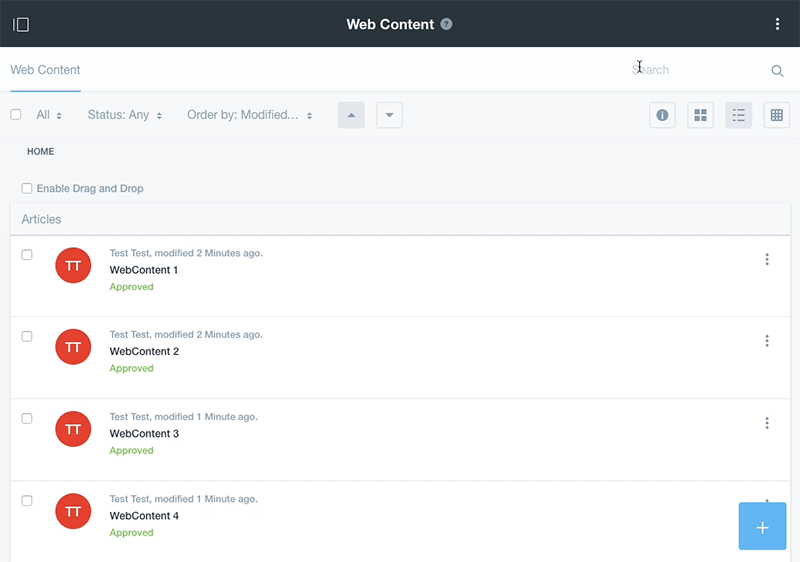 Web Content ?
Web Content
Search
All Status: Any Order by: Modified...
HOME
Enable Drag and Drop
Articles
TT
Test Test, modified 2 Minutes ago.
WebContent 1
Approved
TT
Test Test, modified 2 Minutes ago.
WebContent 2
Approved
TT
Test Test, modified 1 Minute ago.
WebContent 3
Approved
TT
Test Test, modified 1 Minute ago.
WebContent 4
Approved